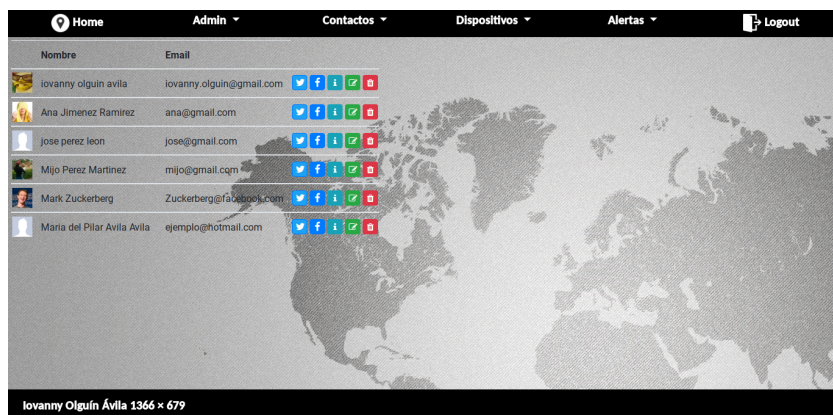 Home Admin Contactos Dispositivos Alertas Logout
Nombre Email
iovanny olguin avila iovanny.olguin@gmail.com
Ana Jimenez Ramirez ana@gmail.com
jose perez leon jose@gmail.com
Mijo Perez Martinez mijo@gmail.com
Mark Zuckerberg Zuckerberg@facebook.com
Maria del Pilar Avila Avila ejemplo@hotmail.com
Iovanny Olguín Ávila 1366 × 679